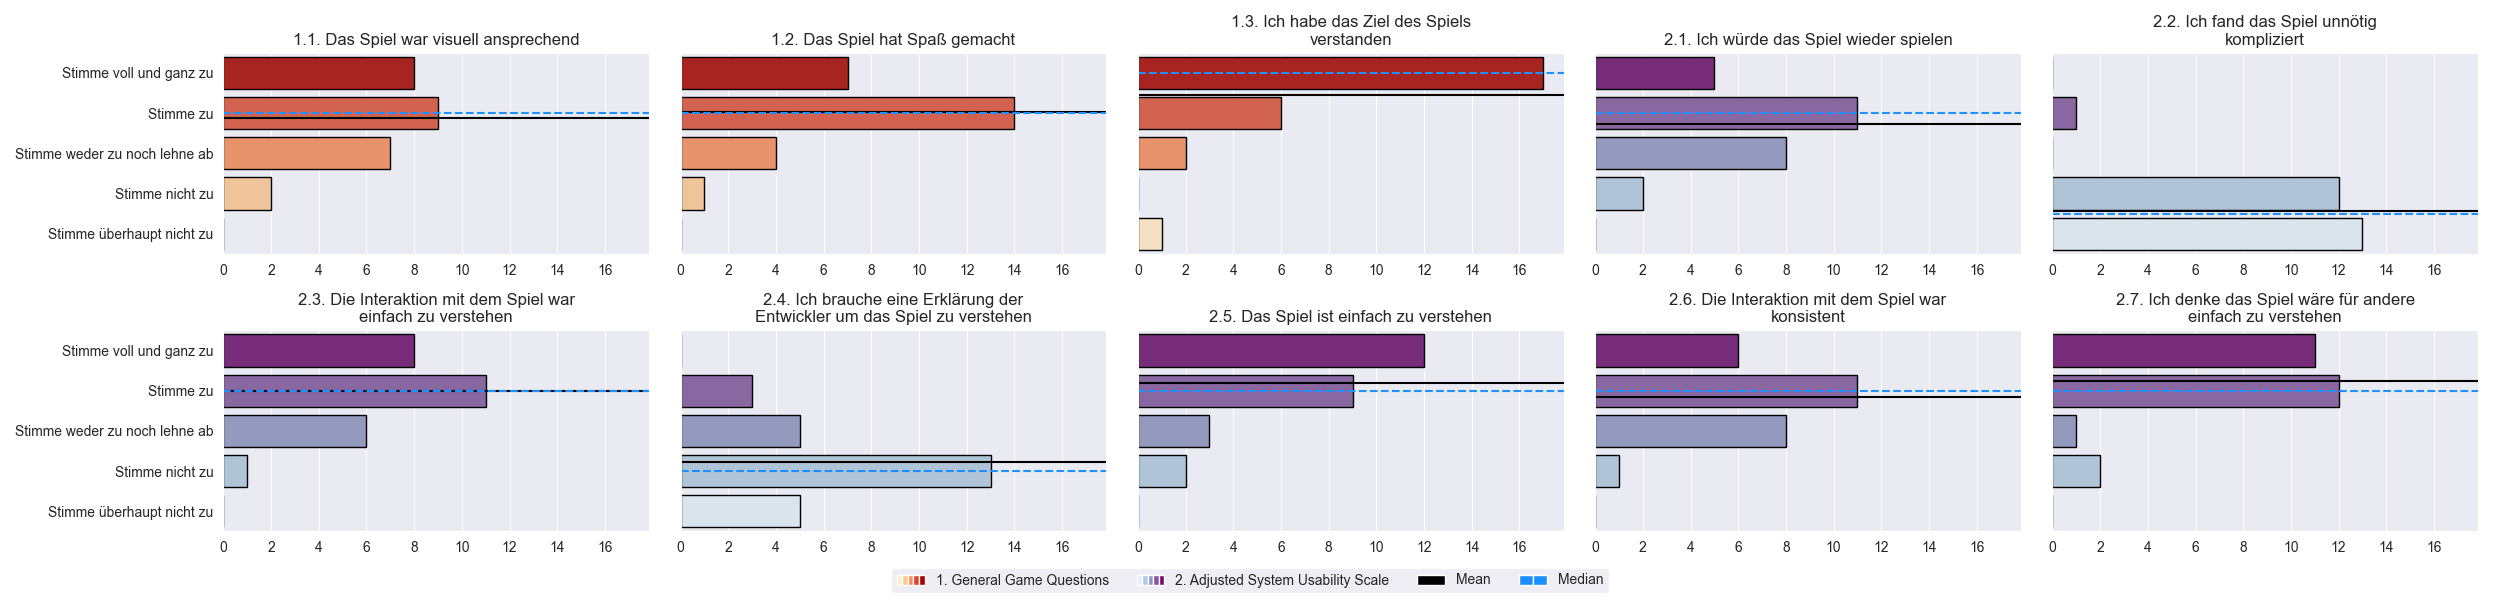 1.1. Das Spiel war visuell ansprechend
1.2. Das Spiel hat Spaß gemacht
1.3. Ich habe das Ziel des Spiels
verstanden
2.1. Ich würde das Spiel wieder spielen
2.2. Ich fand das Spiel unnötig
kompliziert
Stimme voll und ganz zu
Stimme zu
Stimme weder zu noch lehne ab
Stimme nicht zu
Stimme überhaupt nicht zu
0 2 4 6 8 10 12 14 16
0 2 4 6 8 10 12 14 16
0 2 4 6 8 10 12 14 16
0 2 4 6 8 10 12 14 16
0 2 4 6 8 10 12 14 16
2.3. Die Interaktion mit dem Spiel war
einfach zu verstehen
2.4. Ich brauche eine Erklärung der
Entwickler um das Spiel zu verstehen
2.5. Das Spiel ist einfach zu verstehen
2.6. Die Interaktion mit dem Spiel war
konsistent
2.7. Ich denke das Spiel wäre für andere
einfach zu verstehen
Stimme voll und ganz zu
Stimme zu
Stimme weder zu noch lehne ab
Stimme nicht zu
Stimme überhaupt nicht zu
0 2 4 6 8 10 12 14 16
0 2 4 6 8 10 12 14 16
0 2 4 6 8 10 12 14 16
0 2 4 6 8 10 12 14 16
0 2 4 6 8 10 12 14 16
1. General Game Questions
2. Adjusted System Usability Scale
Mean
Median